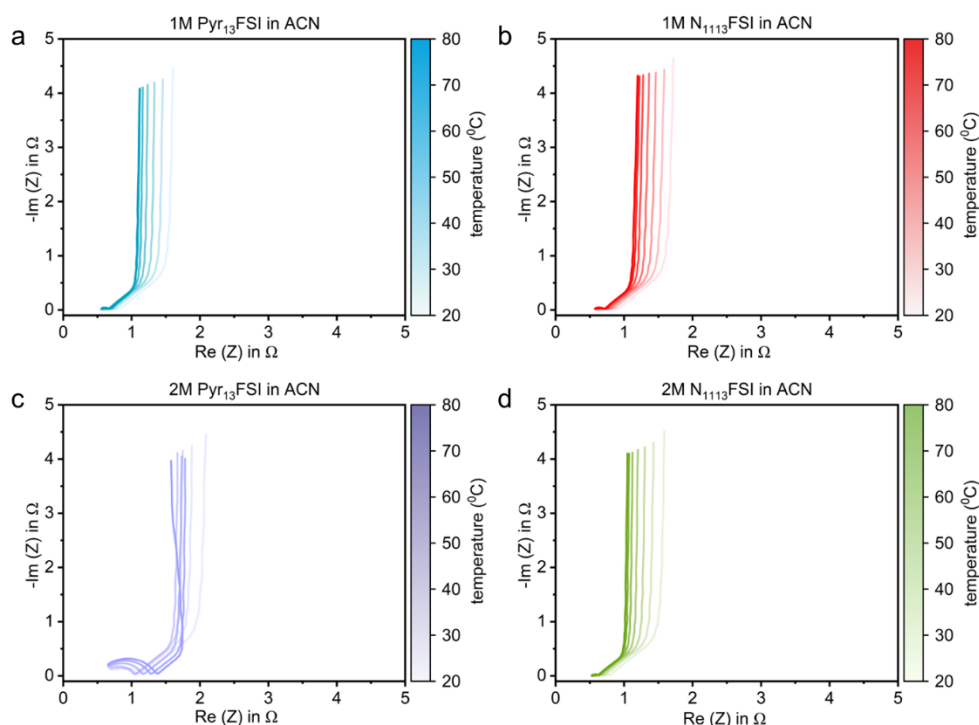 a
1M Pyr₁₃FSI in ACN
5
4
3
2
1
0
-Im (Z) in Ω
0 1 2 3 4 5
Re (Z) in Ω
80
70
60
50
40
30
20
temperature (⁰C)
b
1M N₁₁₁₃FSI in ACN
5
4
3
2
1
0
-Im (Z) in Ω
0 1 2 3 4 5
Re (Z) in Ω
80
70
60
50
40
30
20
temperature (⁰C)
c
2M Pyr₁₃FSI in ACN
5
4
3
2
1
0
-Im (Z) in Ω
0 1 2 3 4 5
Re (Z) in Ω
80
70
60
50
40
30
20
temperature (⁰C)
d
2M N₁₁₁₃FSI in ACN
5
4
3
2
1
0
-Im (Z) in Ω
0 1 2 3 4 5
Re (Z) in Ω
80
70
60
50
40
30
20
temperature (⁰C)